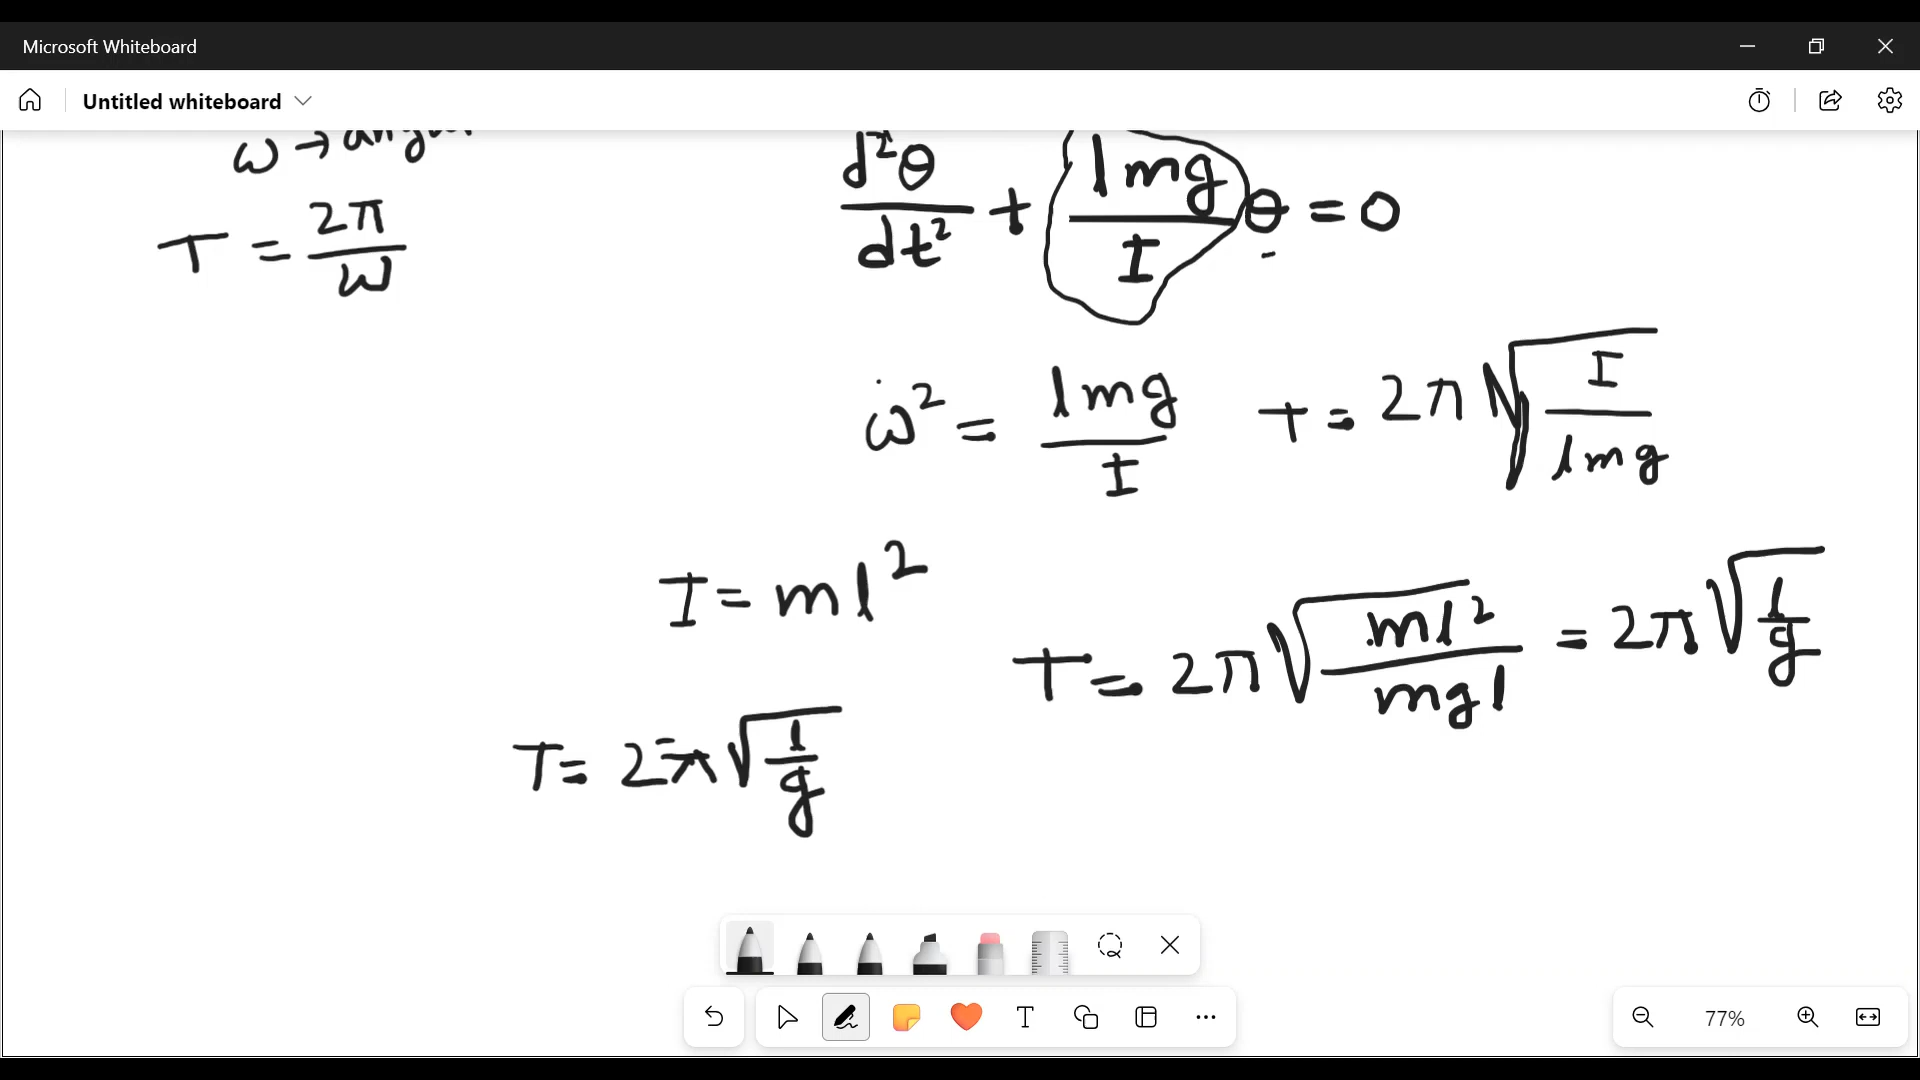 Microsoft Whiteboard
Untitled whiteboard
ω →
T = 2π/ω
d²θ/dt² + (lmg/I) θ = 0
ω² = lmg/I
T = 2π √(I/lmg)
I = ml²
T = 2π √(ml²/mgl) = 2π √(l/g)
T = 2π √(l/g)
T
77%